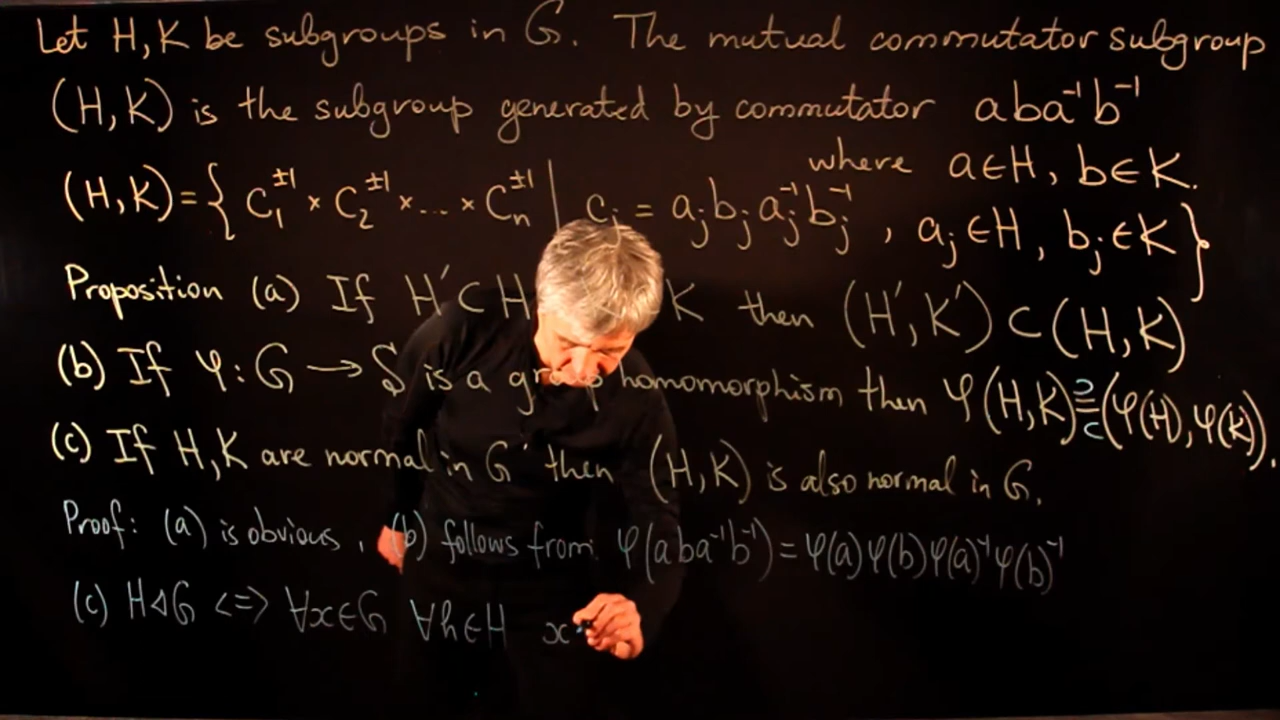 Let H, K be subgroups in G. The mutual commutator subgroup
(H, K) is the subgroup generated by commutator aba⁻¹b⁻¹
where a∈H, b∈K.
(H, K) = { C₁^±1 × C₂^±1 × ... × Cₙ^±1 | cⱼ = aⱼbⱼaⱼ⁻¹bⱼ⁻¹, aⱼ∈H, bⱼ∈K }
Proposition (a) If H' ⊂ H K then (H', K') ⊂ (H, K)
(b) If φ: G → S is a group homomorphism then φ(H, K) = (φ(H), φ(K)).
(c) If H, K are normal in G then (H, K) is also normal in G.
Proof: (a) is obvious, (b) follows from: φ(aba⁻¹b⁻¹) = φ(a)φ(b)φ(a)⁻¹φ(b)⁻¹
(c) H⊲G <=> ∀x∈G ∀h∈H x